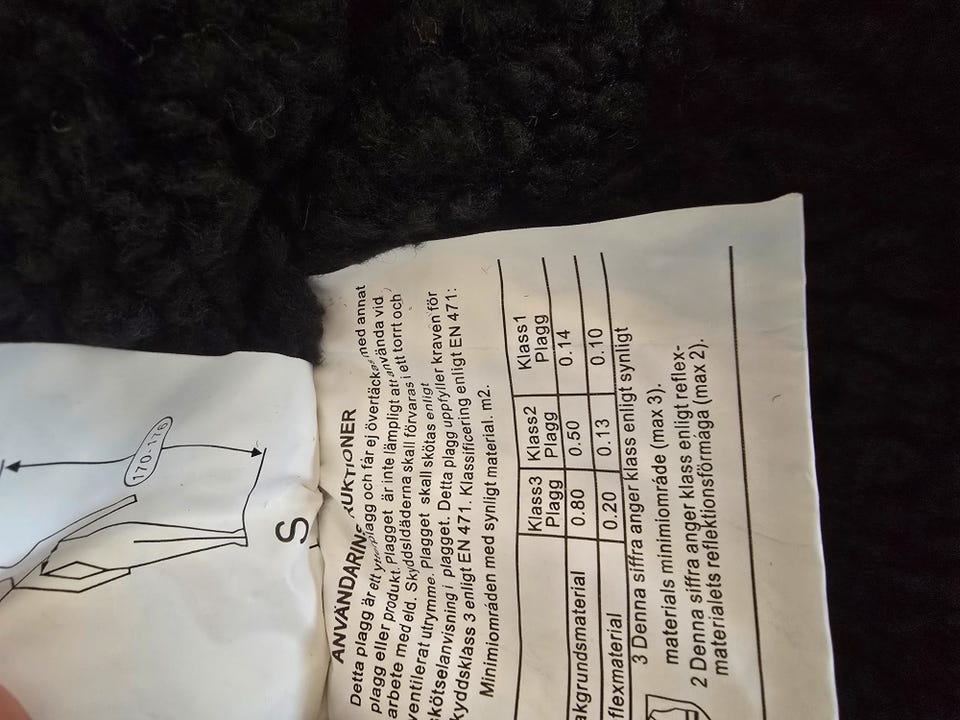 170-176
S
ANVÄNDARINSTRUKTIONER
Detta plagg är ett ytterplagg och får ej övertäckas med annat
plagg eller produkt. Plagget är inte lämpligt att använda vid
arbete med eld. Skyddsldäderna skall förvaras i ett torrt och
ventilerat utrymme. Plagget skall skötas enligt
skötselanvisning i plagget. Detta plagg uppfyller kraven för
kyddsklass 3 enligt EN 471. Klassificering enligt EN 471:
Minimiområden med synligt material. m2.
Klass3 Plagg Klass2 Plagg Klass1 Plagg
akgrundsmaterial 0.80 0.50 0.14
flexmaterial 0.20 0.13 0.10
3 Denna siffra anger klass enligt synligt
materials minimiområde (max 3).
2 Denna siffra anger klass enligt reflex-
materialets reflektionsförmåga (max 2).